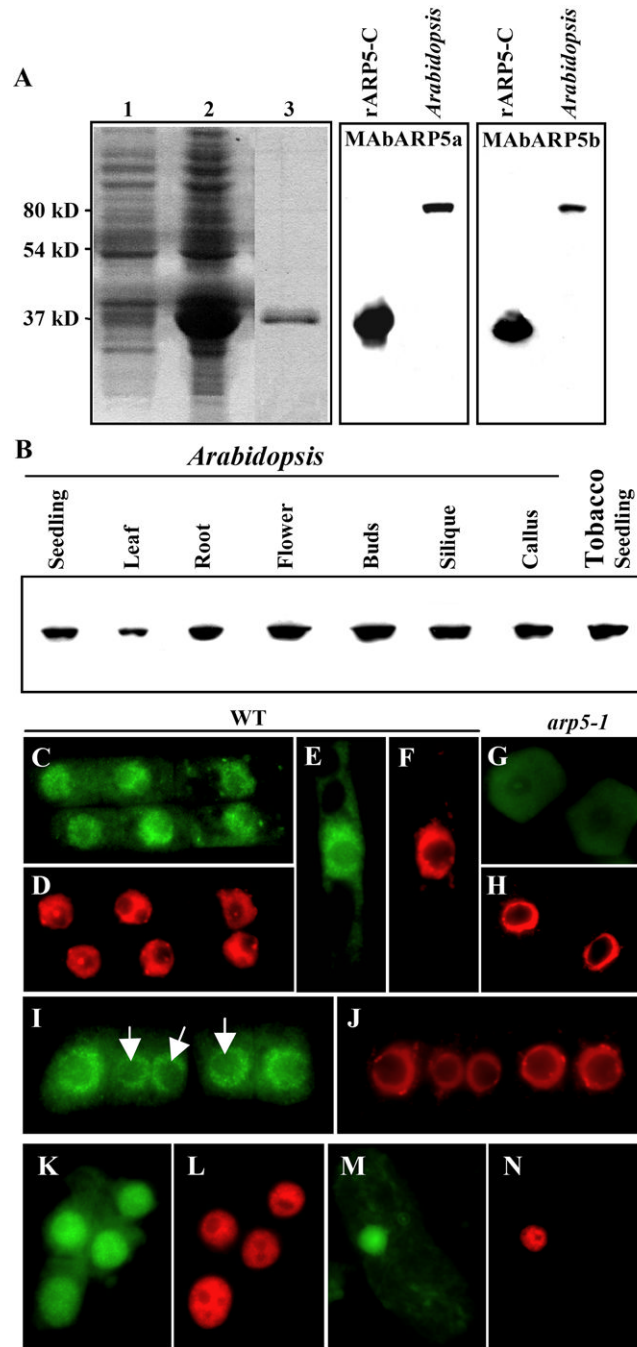 A
1 2 3
rARP5-C
Arabidopsis
rARP5-C
Arabidopsis
MAbARP5a
MAbARP5b
80 kD
54 kD
37 kD
B
Arabidopsis
Seedling
Leaf
Root
Flower
Buds
Silique
Callus
Tobacco
Seedling
WT
arp5-1
C
E
F
G
D
H
I
J
K
L
M
N